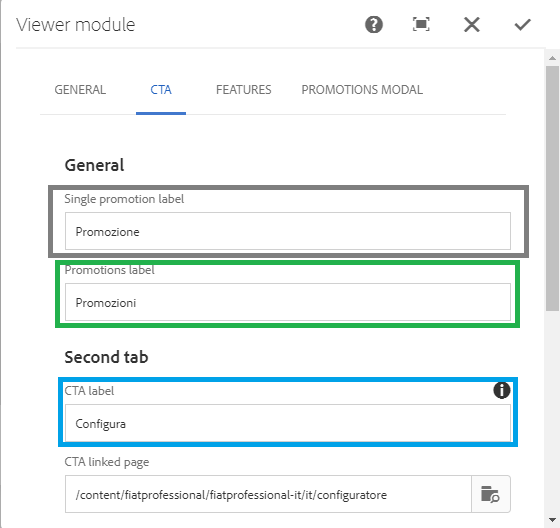 Viewer module
GENERAL CTA FEATURES PROMOTIONS MODAL
General
Single promotion label
Promozione
Promotions label
Promozioni
Second tab
CTA label
Configura
CTA linked page
/content/fiatprofessional/fiatprofessional-it/it/configuratore